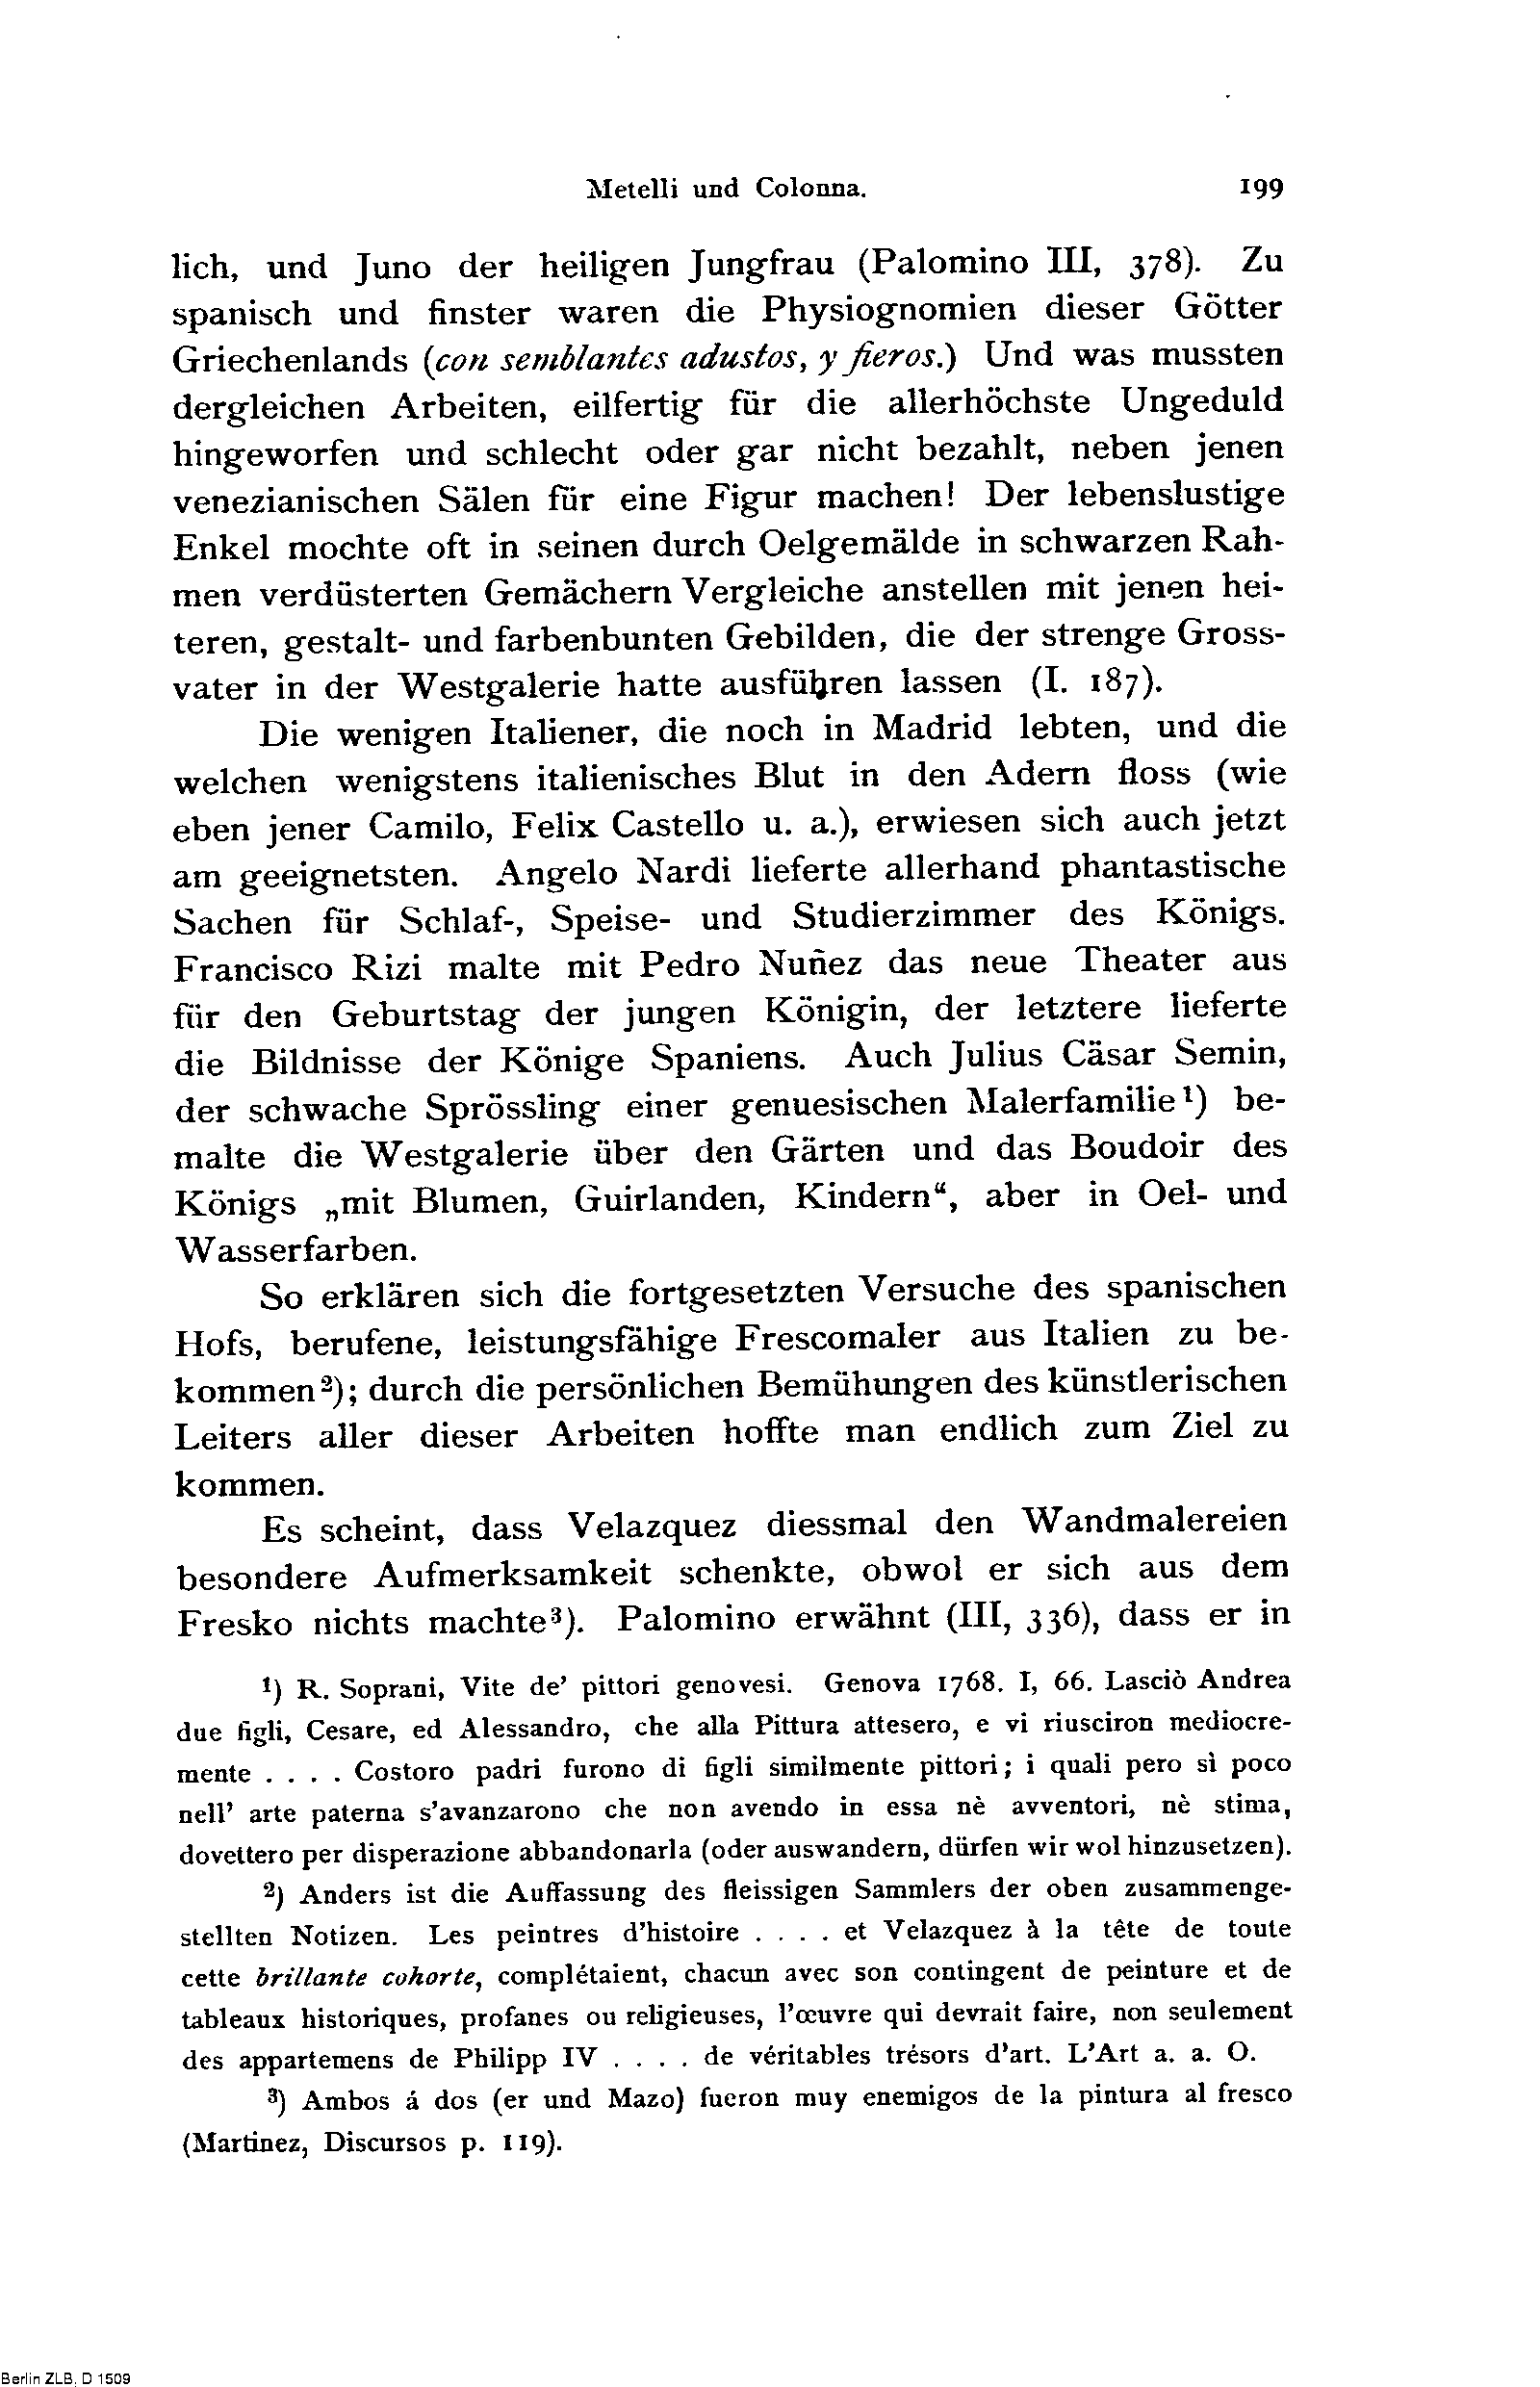 Metelli und Colonna. 199
lich, und Juno der heiligen Jungfrau (Palomino III, 378). Zu
spanisch und finster waren die Physiognomien dieser Götter
Griechenlands (con semblantes adustos, y fieros.) Und was mussten
dergleichen Arbeiten, eilfertig für die allerhöchste Ungeduld
hingeworfen und schlecht oder gar nicht bezahlt, neben jenen
venezianischen Sälen für eine Figur machen! Der lebenslustige
Enkel mochte oft in seinen durch Oelgemälde in schwarzen Rah-
men verdüsterten Gemächern Vergleiche anstellen mit jenen hei-
teren, gestalt- und farbenbunten Gebilden, die der strenge Gross-
vater in der Westgalerie hatte ausführen lassen (I. 187).
Die wenigen Italiener, die noch in Madrid lebten, und die
welchen wenigstens italienisches Blut in den Adern floss (wie
eben jener Camilo, Felix Castello u. a.), erwiesen sich auch jetzt
am geeignetsten. Angelo Nardi lieferte allerhand phantastische
Sachen für Schlaf-, Speise- und Studierzimmer des Königs.
Francisco Rizi malte mit Pedro Nuñez das neue Theater aus
für den Geburtstag der jungen Königin, der letztere lieferte
die Bildnisse der Könige Spaniens. Auch Julius Cäsar Semin,
der schwache Sprössling einer genuesischen Malerfamilie¹) be-
malte die Westgalerie über den Gärten und das Boudoir des
Königs „mit Blumen, Guirlanden, Kindern“, aber in Oel- und
Wasserfarben.
So erklären sich die fortgesetzten Versuche des spanischen
Hofs, berufene, leistungsfähige Frescomaler aus Italien zu be-
kommen²); durch die persönlichen Bemühungen des künstlerischen
Leiters aller dieser Arbeiten hoffte man endlich zum Ziel zu
kommen.
Es scheint, dass Velazquez diessmal den Wandmalereien
besondere Aufmerksamkeit schenkte, obwol er sich aus dem
Fresko nichts machte³). Palomino erwähnt (III, 336), dass er in
¹) R. Soprani, Vite de’ pittori genovesi. Genova 1768. I, 66. Lasciò Andrea
due figli, Cesare, ed Alessandro, che alla Pittura attesero, e vi riusciron mediocre-
mente . . . . Costoro padri furono di figli similmente pittori; i quali pero sì poco
nell’ arte paterna s’avanzarono che non avendo in essa nè avventori, nè stima,
dovettero per disperazione abbandonarla (oder auswandern, dürfen wir wol hinzusetzen).
²) Anders ist die Auffassung des fleissigen Sammlers der oben zusammenge-
stellten Notizen. Les peintres d’histoire . . . . et Velazquez à la tête de toute
cette brillante cohorte, complétaient, chacun avec son contingent de peinture et de
tableaux historiques, profanes ou religieuses, l’œuvre qui devrait faire, non seulement
des appartemens de Philipp IV . . . . de véritables trésors d’art. L’Art a. a. O.
³) Ambos á dos (er und Mazo) fueron muy enemigos de la pintura al fresco
(Martinez, Discursos p. 119).
Berlin ZLB, D 1509